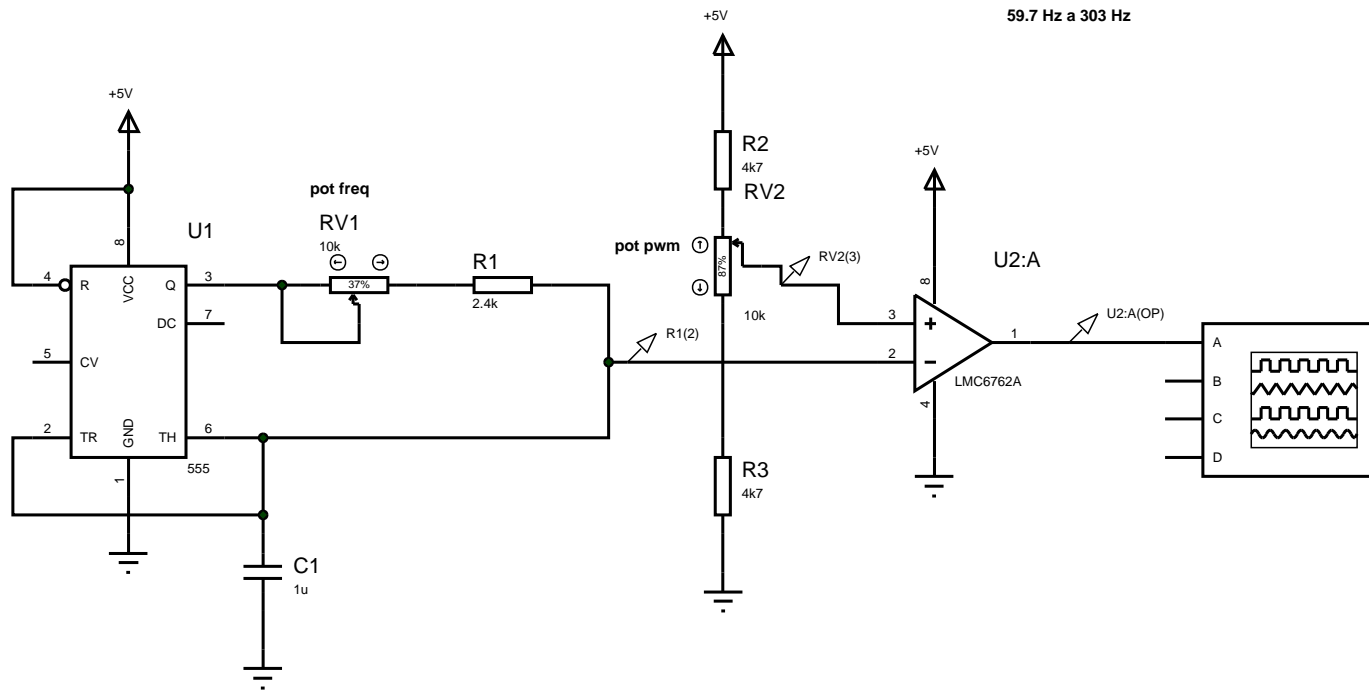 +5V
59.7 Hz a 303 Hz
+5V
R2
4k7
+5V
RV2
pot freq
RV1
10k
37%
U1
8
VCC
4
R
Q
3
DC
7
5
CV
2
TR
GND
TH
6
1
555
R1
2.4k
pot pwm
87%
10k
RV2(3)
R1(2)
U2:A
8
3
2
1
4
LMC6762A
U2:A(OP)
A
B
C
D
R3
4k7
C1
1u